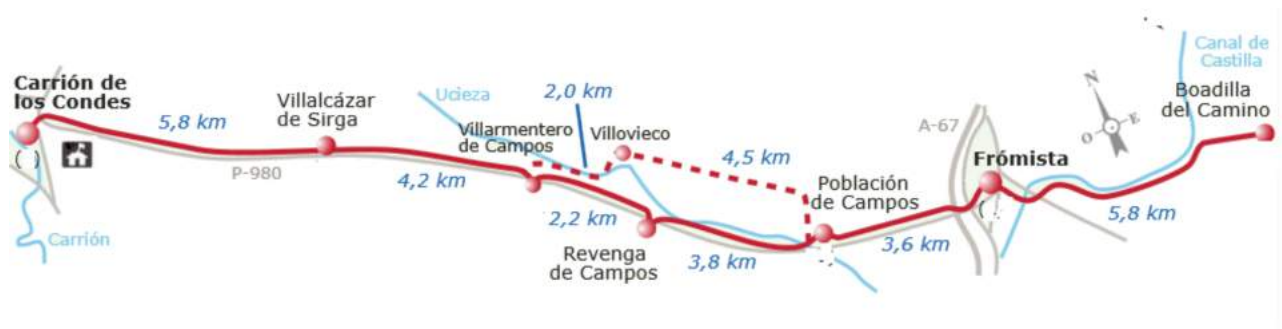 Carrión de
los Condes
5,8 km
P-980
Carrión
Villalcázar
de Sirga
4,2 km
Ucieza
2,0 km
Villarmentero
de Campos
Villovieco
2,2 km
Revenga
de Campos
4,5 km
3,8 km
Población
de Campos
3,6 km
A-67
Frómista
N
O
E
Canal de
Castilla
Boadilla
del Camino
5,8 km